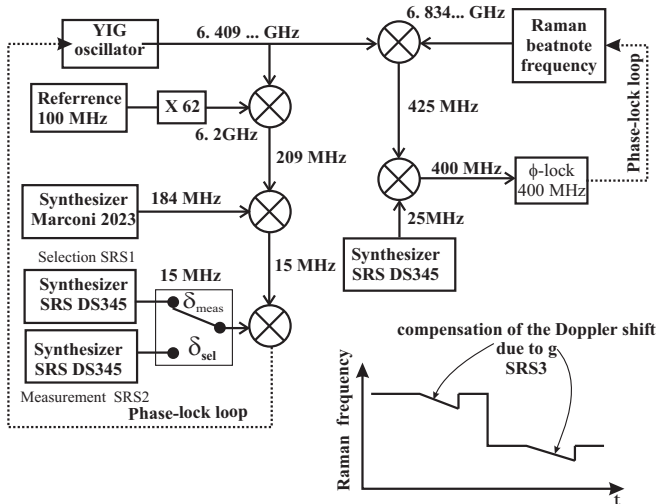 YIG
oscillator
6. 409 ... GHz
6. 834... GHz
Raman
beatnote
frequency
Referrence
100 MHz
X 62
6. 2GHz
209 MHz
425 MHz
Phase-lock loop
Synthesizer
Marconi 2023
184 MHz
400 MHz
ϕ-lock
400 MHz
25MHz
Synthesizer
SRS DS345
Selection SRS1
15 MHz
15 MHz
Synthesizer
SRS DS345
δmeas
δsel
Synthesizer
SRS DS345
Measurement SRS2
Phase-lock loop
compensation of the Doppler shift
due to g
SRS3
Raman frequency
t